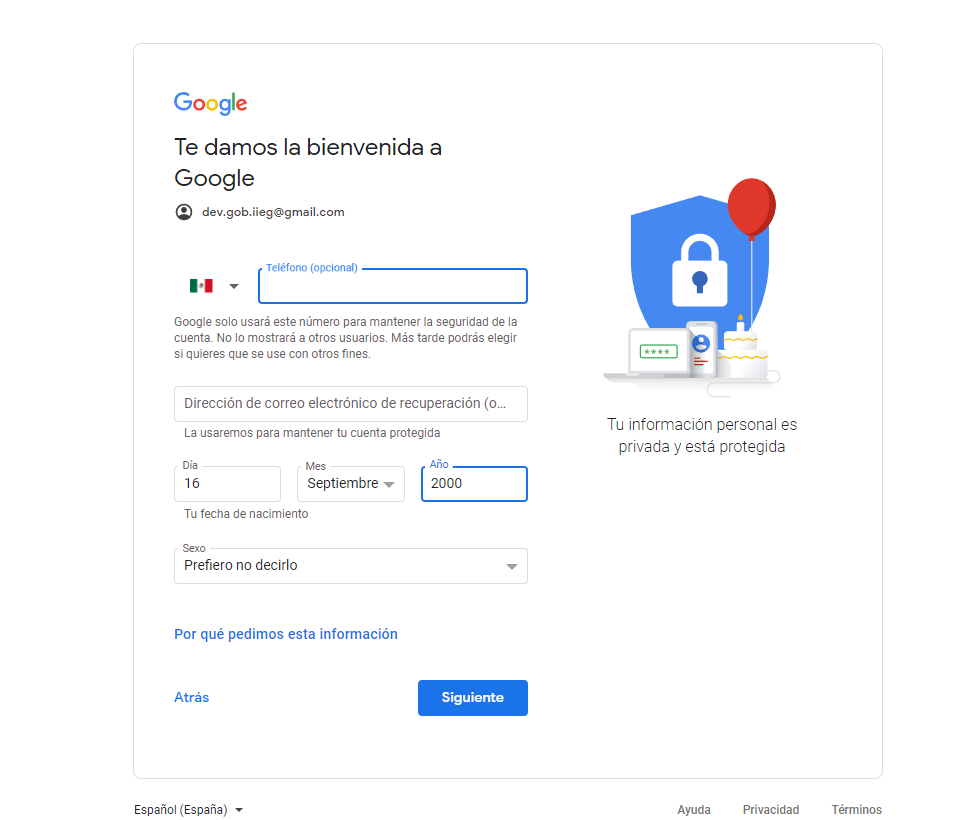 Google
Te damos la bienvenida a
Google
dev.gob.iieg@gmail.com
Teléfono (opcional)
Google solo usará este número para mantener la seguridad de la
cuenta. No lo mostrará a otros usuarios. Más tarde podrás elegir
si quieres que se use con otros fines.
Dirección de correo electrónico de recuperación (o...
La usaremos para mantener tu cuenta protegida
Día
16
Mes
Septiembre
Año
2000
Tu fecha de nacimiento
Sexo
Prefiero no decirlo
Por qué pedimos esta información
Atrás
Siguiente
****
Tu información personal es
privada y está protegida
Español (España)
Ayuda
Privacidad
Términos